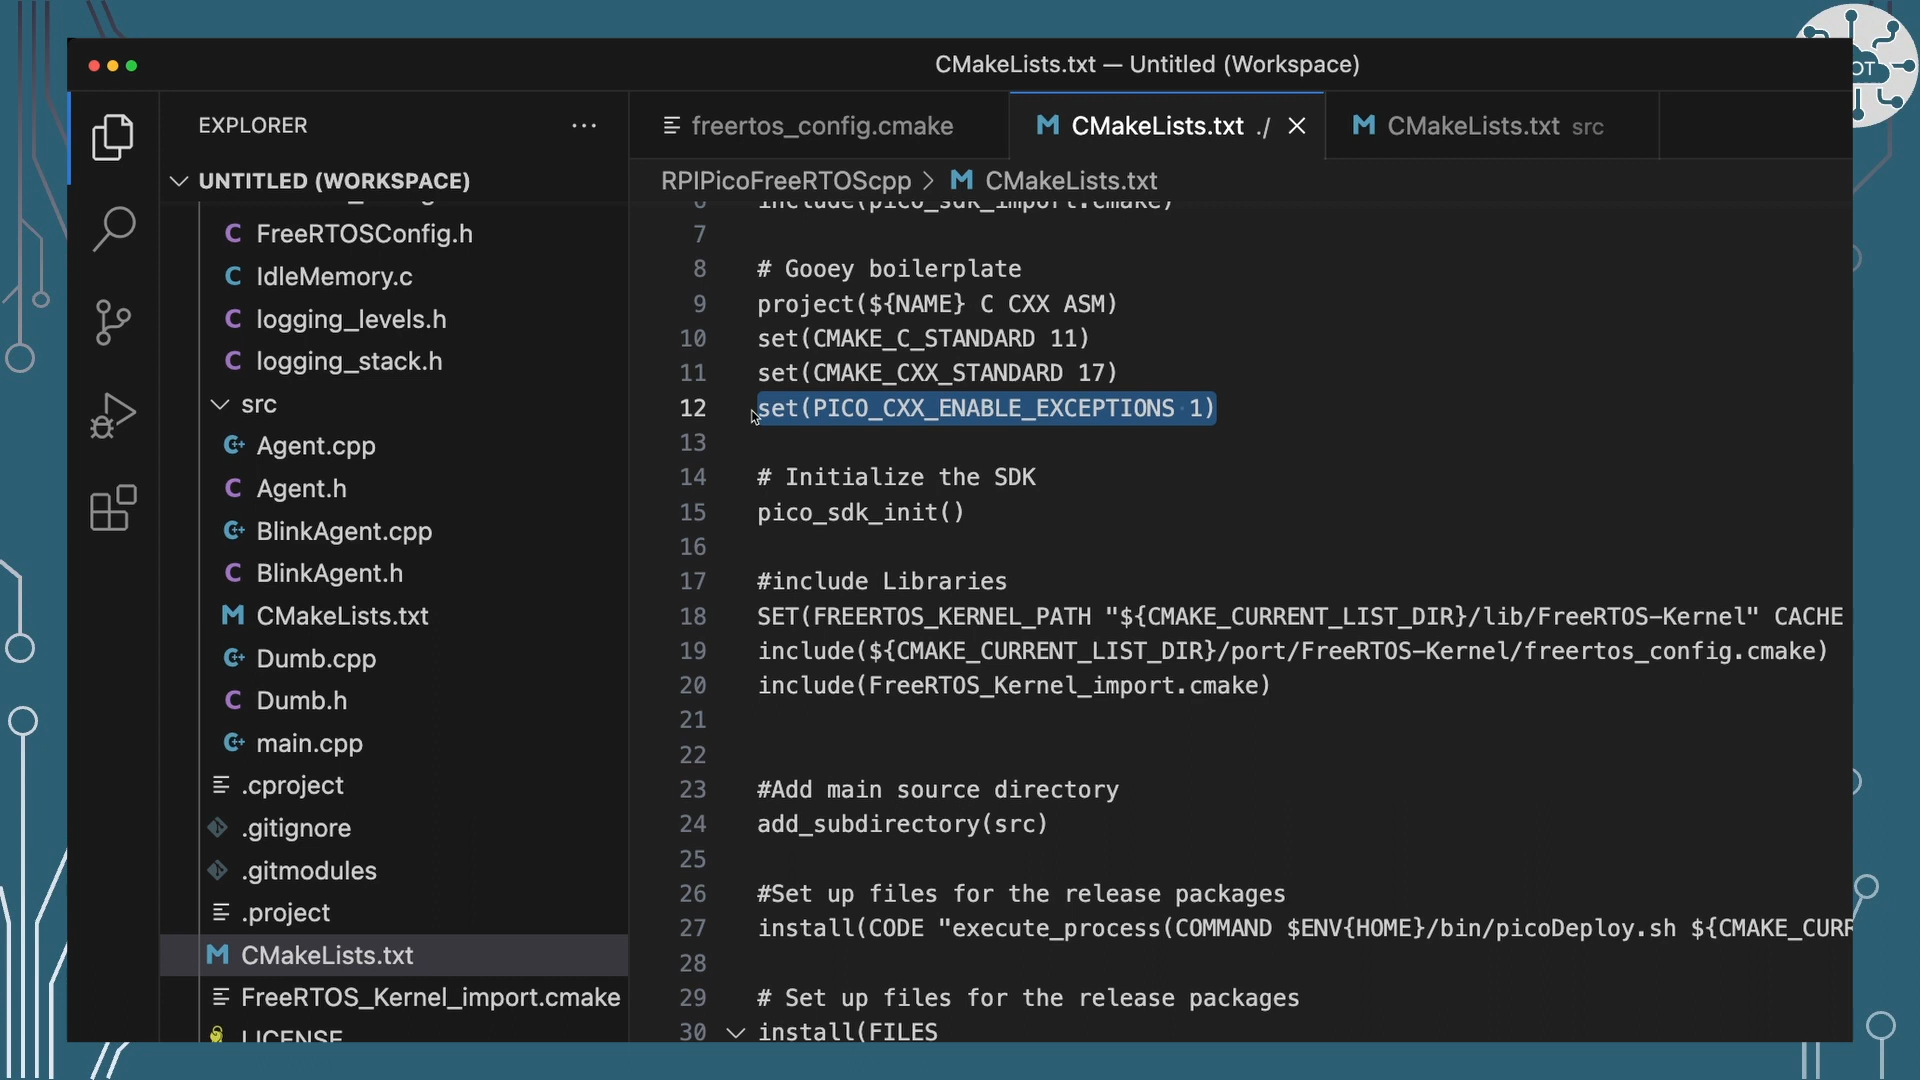 CMakeLists.txt — Untitled (Workspace)
OT
EXPLORER
UNTITLED (WORKSPACE)
FreeRTOSConfig.h
IdleMemory.c
logging_levels.h
logging_stack.h
src
Agent.cpp
Agent.h
BlinkAgent.cpp
BlinkAgent.h
CMakeLists.txt
Dumb.cpp
Dumb.h
main.cpp
.cproject
.gitignore
.gitmodules
.project
CMakeLists.txt
FreeRTOS_Kernel_import.cmake
LICENSE
freertos_config.cmake
CMakeLists.txt ./
CMakeLists.txt src
RPIPicoFreeRTOScpp > CMakeLists.txt
6 include(pico_sdk_import.cmake)
7
8 # Gooey boilerplate
9 project(${NAME} C CXX ASM)
10 set(CMAKE_C_STANDARD 11)
11 set(CMAKE_CXX_STANDARD 17)
12 set(PICO_CXX_ENABLE_EXCEPTIONS 1)
13
14 # Initialize the SDK
15 pico_sdk_init()
16
17 #include Libraries
18 SET(FREERTOS_KERNEL_PATH "${CMAKE_CURRENT_LIST_DIR}/lib/FreeRTOS-Kernel" CACHE
19 include(${CMAKE_CURRENT_LIST_DIR}/port/FreeRTOS-Kernel/freertos_config.cmake)
20 include(FreeRTOS_Kernel_import.cmake)
21
22
23 #Add main source directory
24 add_subdirectory(src)
25
26 #Set up files for the release packages
27 install(CODE "execute_process(COMMAND $ENV{HOME}/bin/picoDeploy.sh ${CMAKE_CURR
28
29 # Set up files for the release packages
30 install(FILES